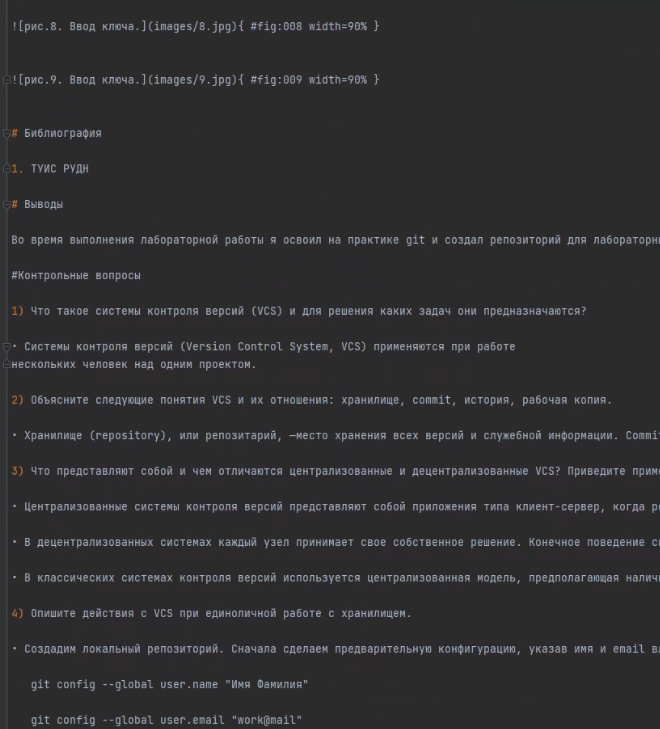 ![рис.8. Ввод ключа.](images/8.jpg){ #fig:008 width=90% }
![рис.9. Ввод ключа.](images/9.jpg){ #fig:009 width=90% }
# Библиография
1. ТУИС РУДН
# Выводы
Во время выполнения лабораторной работы я освоил на практике git и создал репозиторий для лабораторн
#Контрольные вопросы
1) Что такое системы контроля версий (VCS) и для решения каких задач они предназначаются?
• Системы контроля версий (Version Control System, VCS) применяются при работе
нескольких человек над одним проектом.
2) Объясните следующие понятия VCS и их отношения: хранилище, commit, история, рабочая копия.
• Хранилище (repository), или репозитарий, —место хранения всех версий и служебной информации. Commit
3) Что представляют собой и чем отличаются централизованные и децентрализованные VCS? Приведите прим
• Централизованные системы контроля версий представляют собой приложения типа клиент-сервер, когда р
• В децентрализованных системах каждый узел принимает свое собственное решение. Конечное поведение с
• В классических системах контроля версий используется централизованная модель, предполагающая налич
4) Опишите действия с VCS при единоличной работе с хранилищем.
• Создадим локальный репозиторий. Сначала сделаем предварительную конфигурацию, указав имя и email в
git config --global user.name "Имя Фамилия"
git config --global user.email "work@mail"